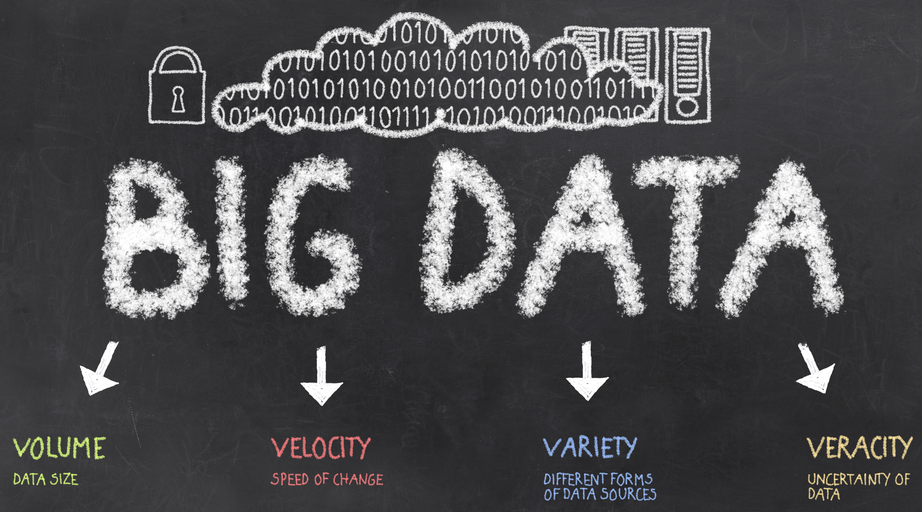 BIG DATA
VOLUME
DATA SIZE
VELOCITY
SPEED OF CHANGE
VARIETY
DIFFERENT FORMS
OF DATA SOURCES
VERACITY
UNCERTAINTY OF
DATA